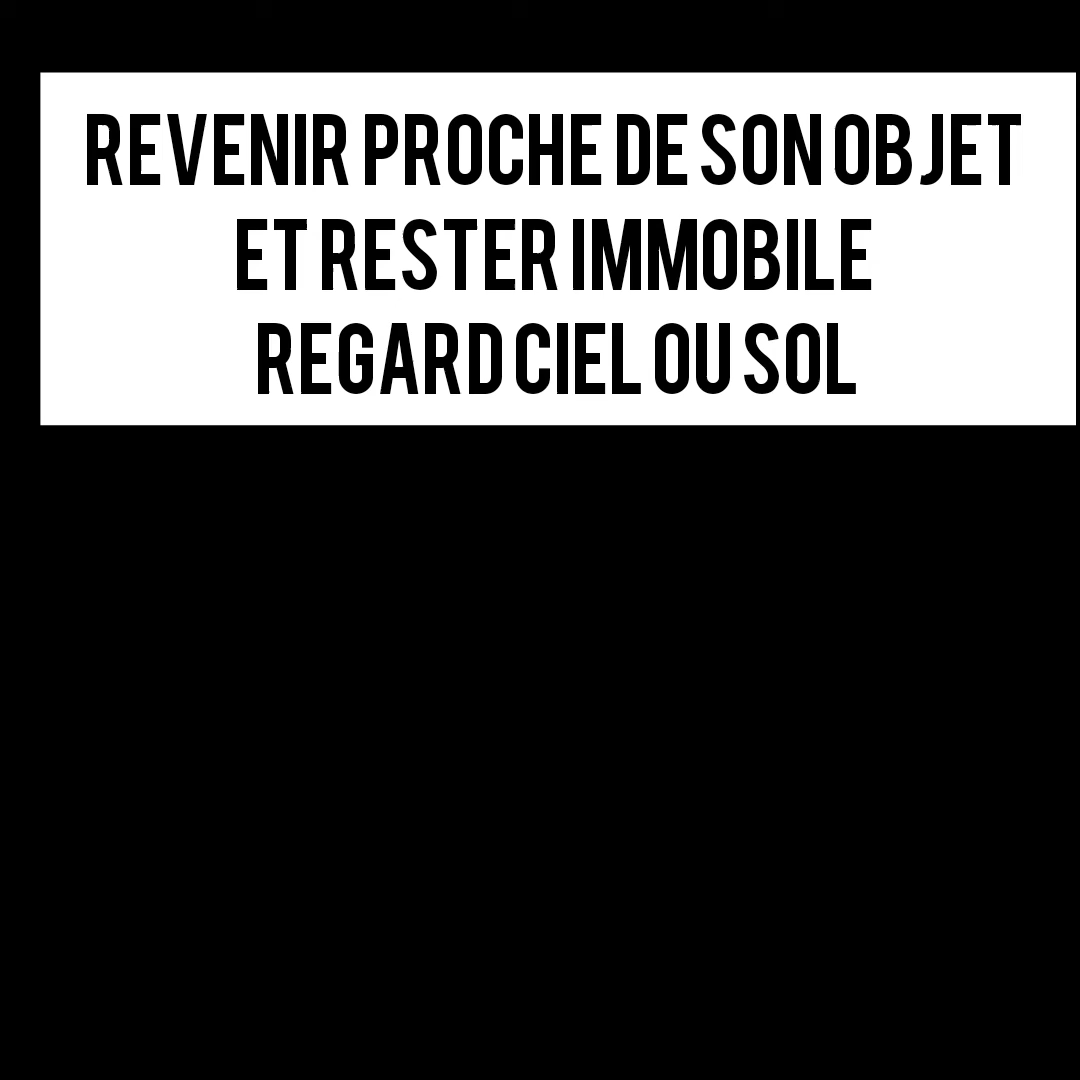 REVENIR PROCHE DE SON OBJET
ET RESTER IMMOBILE
REGARD CIEL OU SOL